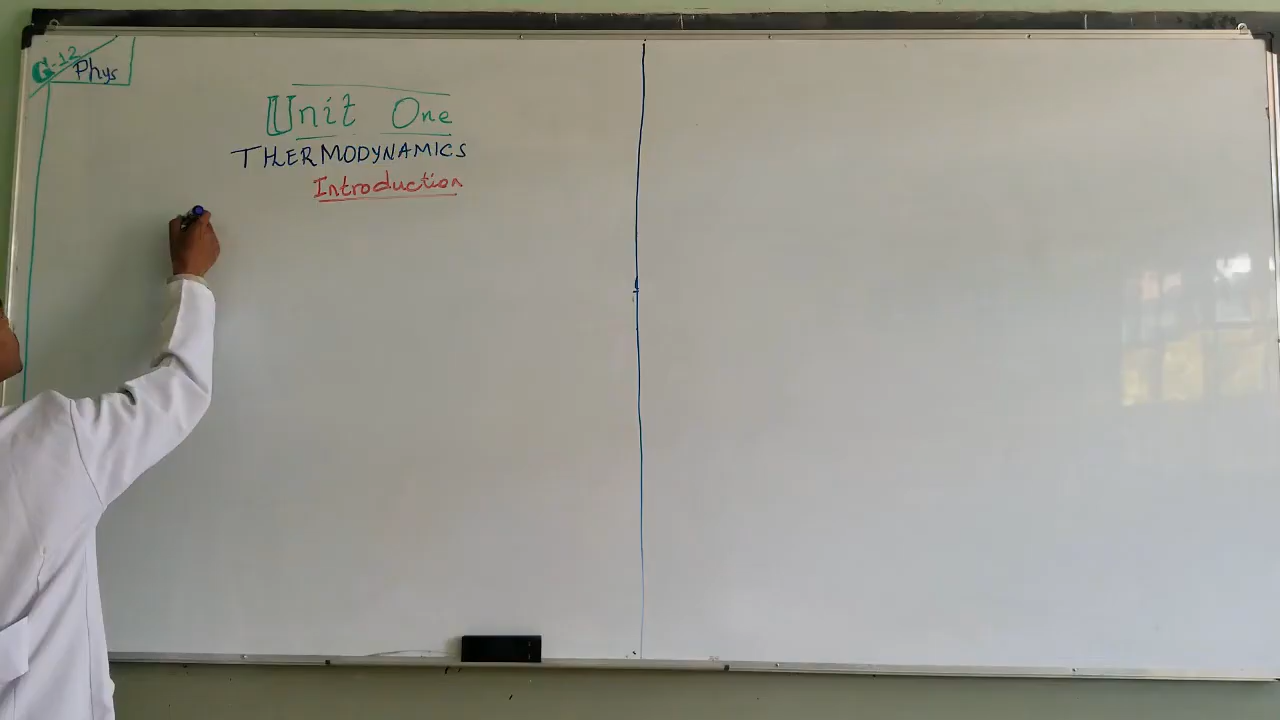 G-12
Phys
Unit One
THERMODYNAMICS
Introduction